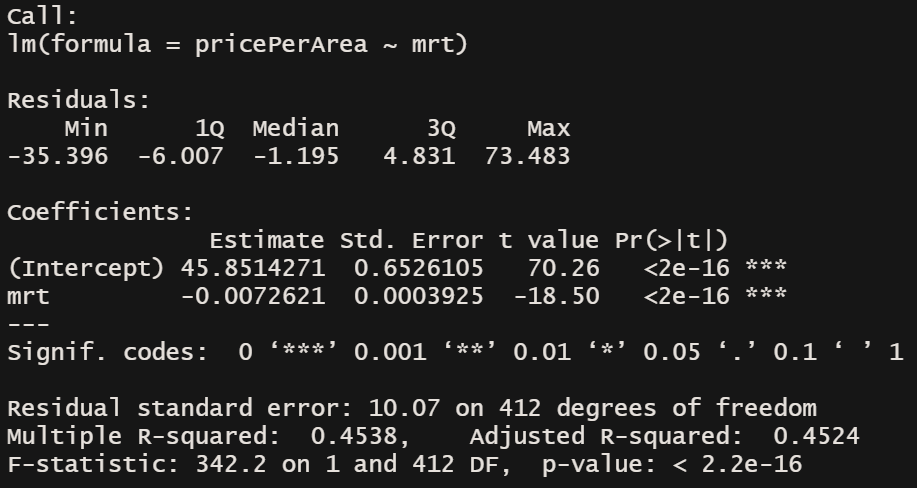 Call:
lm(formula = pricePerArea ~ mrt)
Residuals:
    Min      1Q  Median      3Q     Max
-35.396  -6.007  -1.195   4.831  73.483
Coefficients:
              Estimate Std. Error t value Pr(>|t|)
(Intercept) 45.8514271  0.6526105   70.26   <2e-16 ***
mrt         -0.0072621  0.0003925  -18.50   <2e-16 ***
---
Signif. codes:  0 ‘***’ 0.001 ‘**’ 0.01 ‘*’ 0.05 ‘.’ 0.1 ‘ ’ 1
Residual standard error: 10.07 on 412 degrees of freedom
Multiple R-squared:  0.4538,    Adjusted R-squared:  0.4524
F-statistic: 342.2 on 1 and 412 DF,  p-value: < 2.2e-16